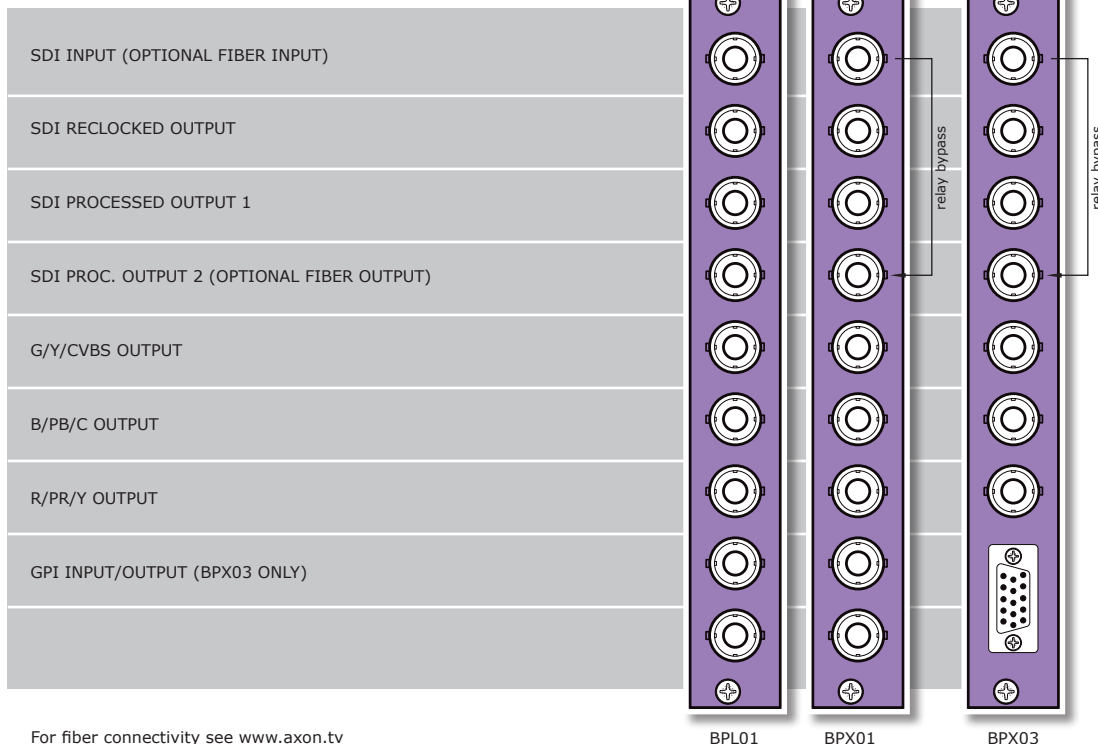 SDI INPUT (OPTIONAL FIBER INPUT)
SDI RECLOCKED OUTPUT
SDI PROCESSED OUTPUT 1
SDI PROC. OUTPUT 2 (OPTIONAL FIBER OUTPUT)
G/Y/CVBS OUTPUT
B/PB/C OUTPUT
R/PR/Y OUTPUT
GPI INPUT/OUTPUT (BPX03 ONLY)
relay bypass
relay bypass
For fiber connectivity see www.axon.tv
BPL01
BPX01
BPX03